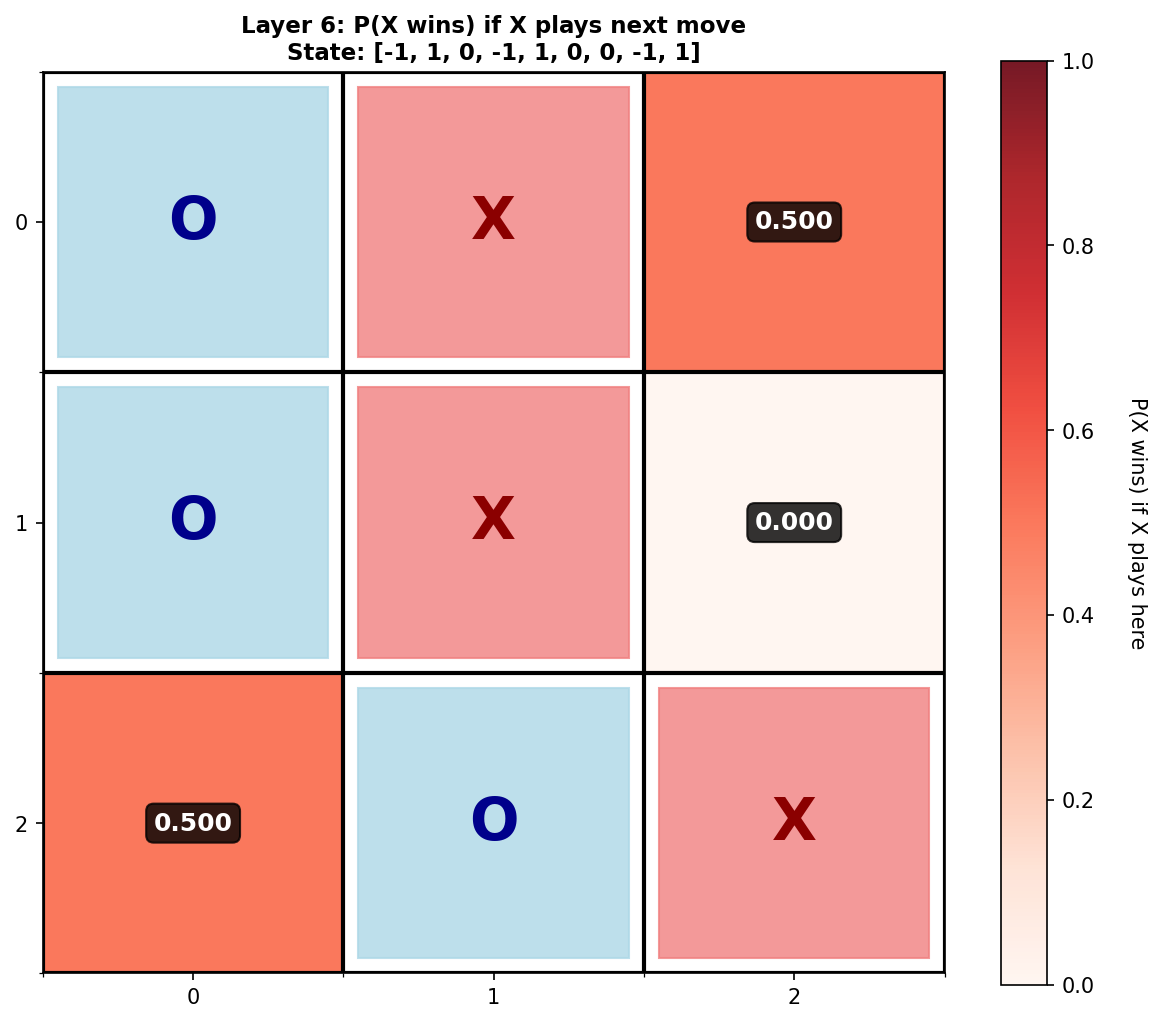 Layer 6: P(X wins) if X plays next move
State: [-1, 1, 0, -1, 1, 0, 0, -1, 1]
0
O
X
0.500
1
O
X
0.000
2
0.500
O
X
0
1
2
1.0
0.8
0.6
0.4
0.2
0.0
P(X wins) if X plays here